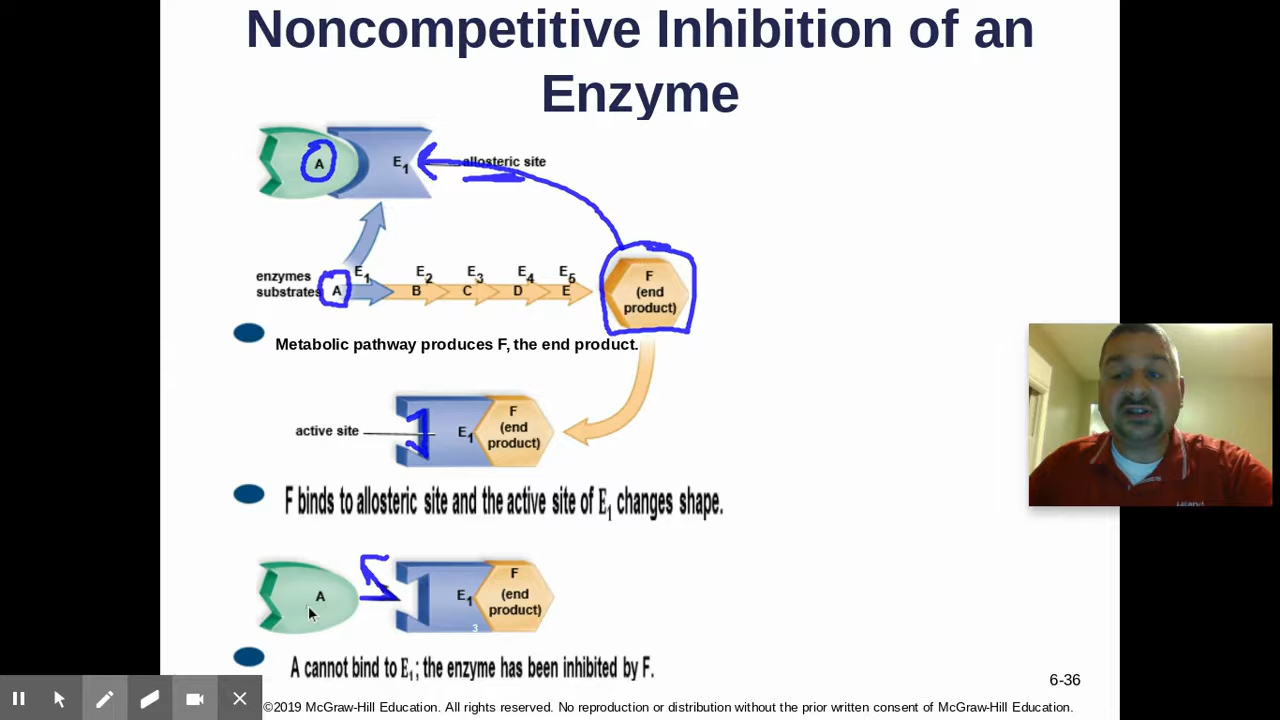 Noncompetitive Inhibition of an
Enzyme
A
E1
allosteric site
enzymes
E1 E2 E3 E4 E5
substrates A B C D E
F
(end
product)
Metabolic pathway produces F, the end product.
active site
E1
F
(end
product)
F binds to allosteric site and the active site of E1 changes shape.
A
E1
F
(end
product)
3
A cannot bind to E1; the enzyme has been inhibited by F.
6-36
©2019 McGraw-Hill Education. All rights reserved. No reproduction or distribution without the prior written consent of McGraw-Hill Education.